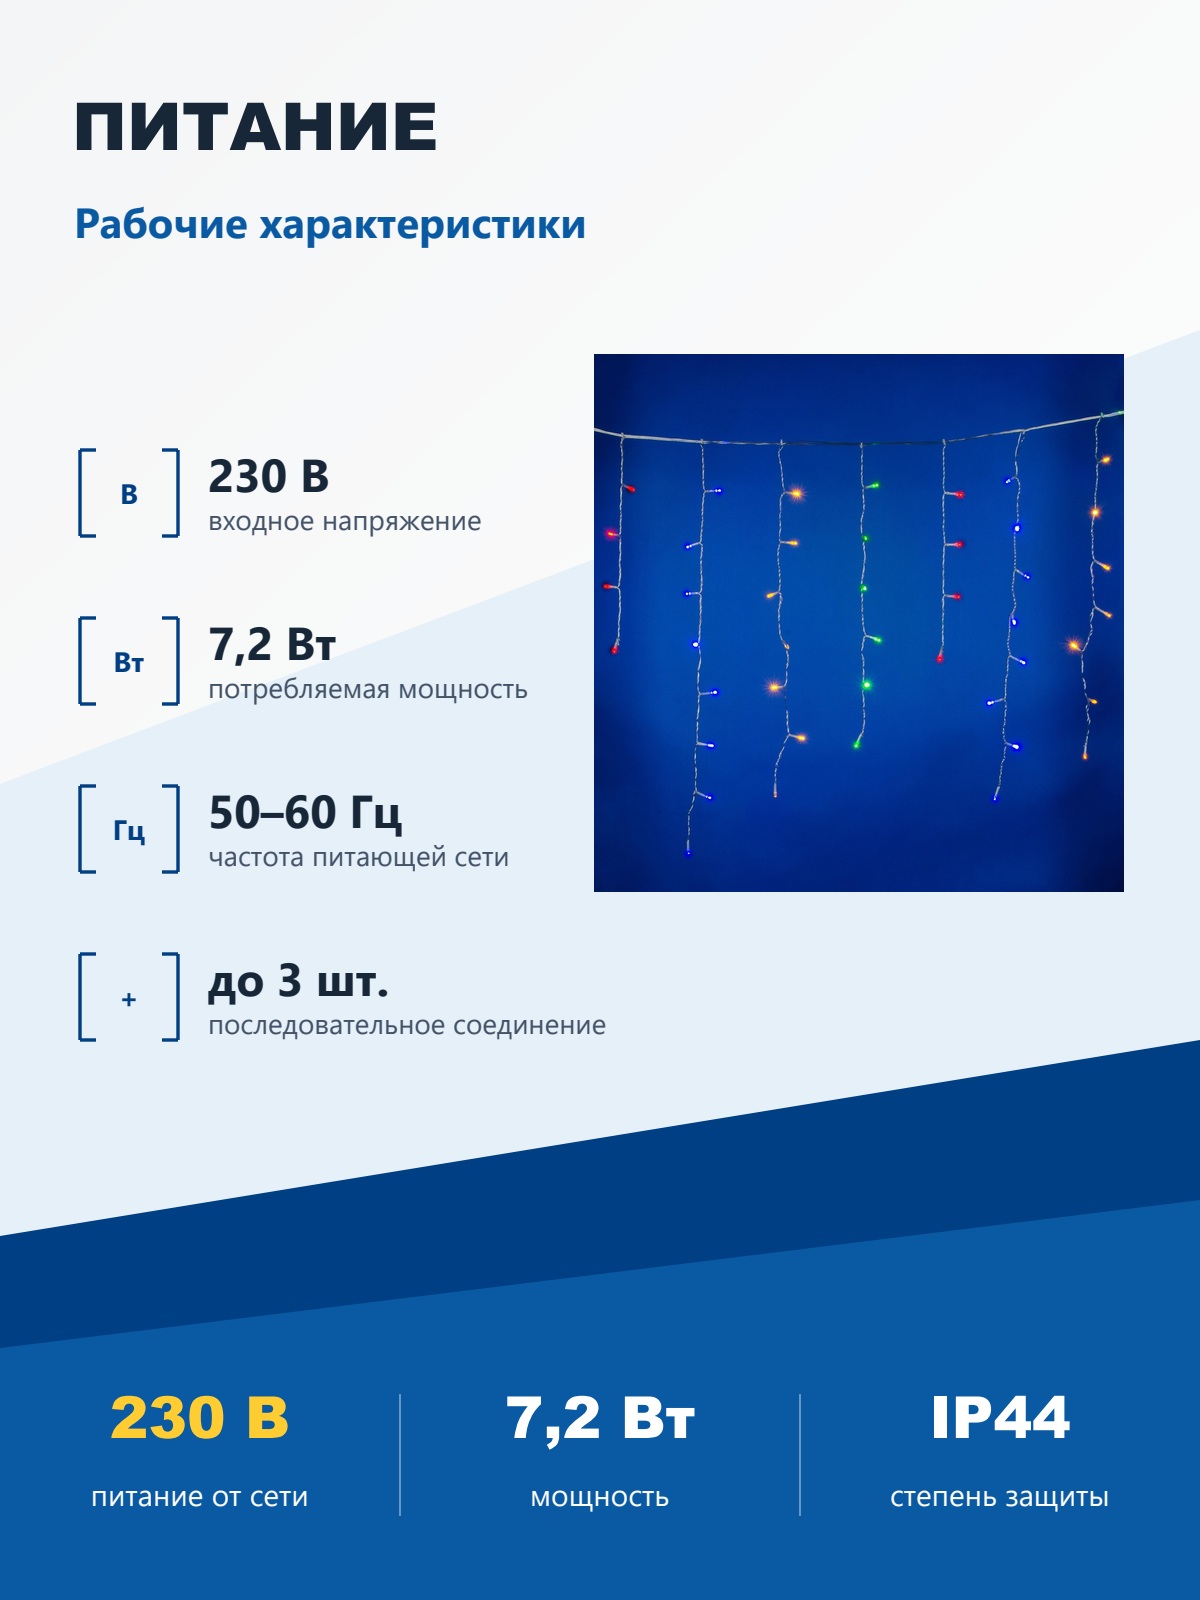 ПИТАНИЕ
Рабочие характеристики
В
230 В
входное напряжение
Вт
7,2 Вт
потребляемая мощность
Гц
50–60 Гц
частота питающей сети
+
до 3 шт.
последовательное соединение
230 В
питание от сети
7,2 Вт
мощность
IP44
степень защиты